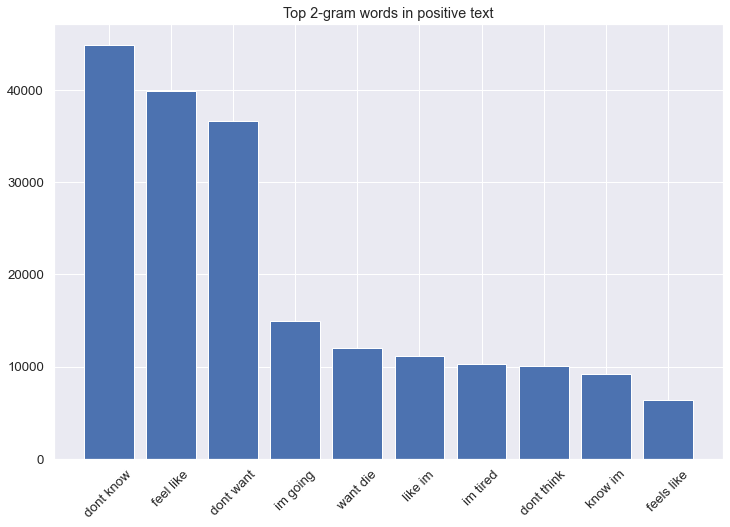 Top 2-gram words in positive text
40000
30000
20000
10000
0
dont know
feel like
dont want
im going
want die
like im
im tired
dont think
know im
feels like